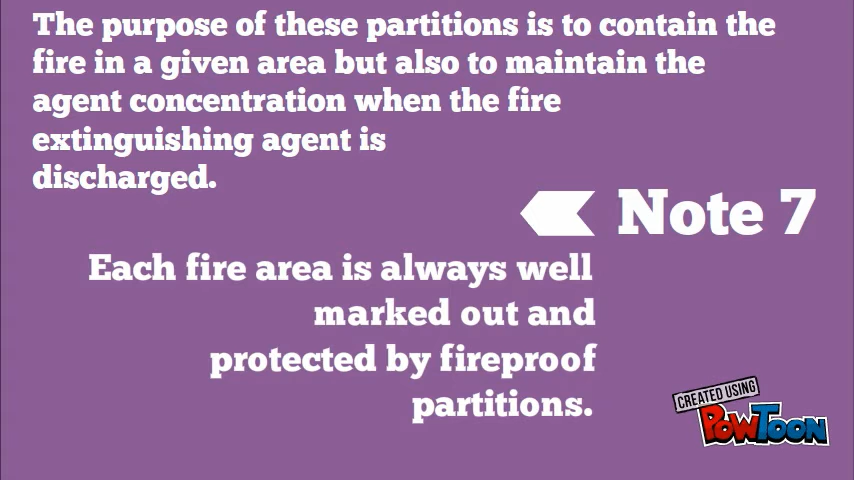 The purpose of these partitions is to contain the
fire in a given area but also to maintain the
agent concentration when the fire
extinguishing agent is
discharged.
Note 7
Each fire area is always well
marked out and
protected by fireproof
partitions.
CREATED USING
POWTOON